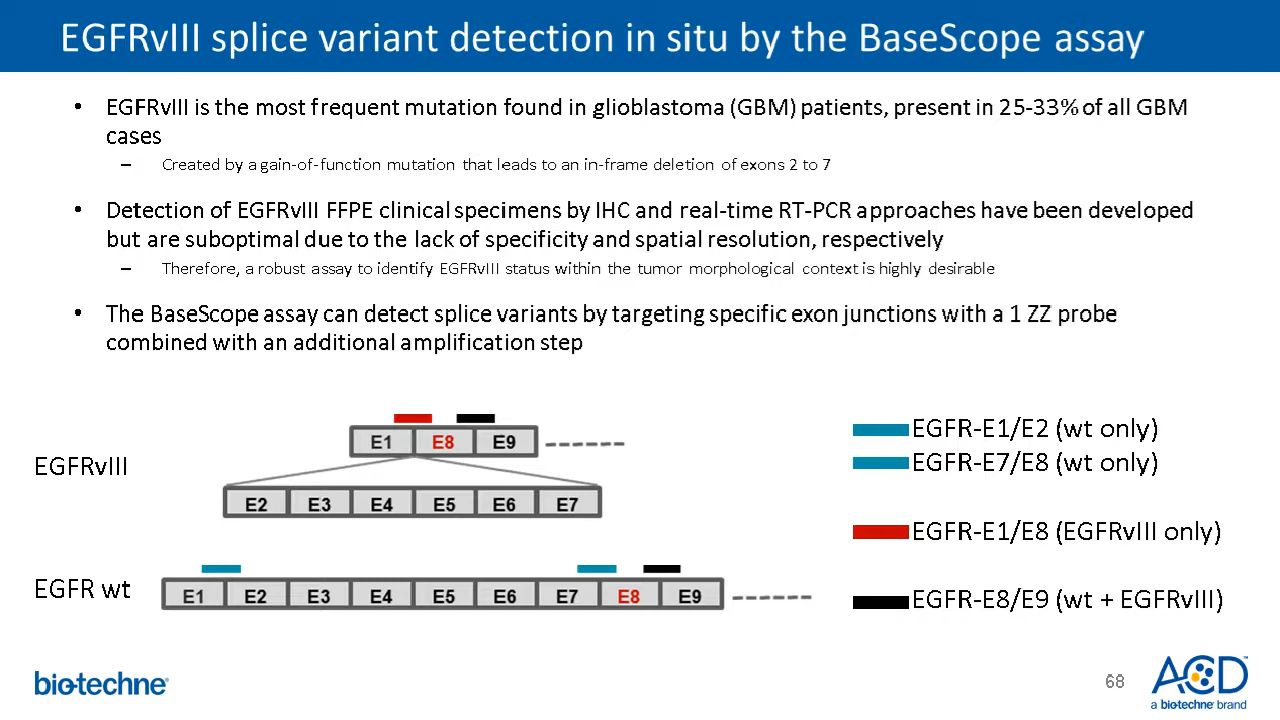 EGFRvIII splice variant detection in situ by the BaseScope assay
• EGFRvIII is the most frequent mutation found in glioblastoma (GBM) patients, present in 25-33% of all GBM
cases
– Created by a gain-of-function mutation that leads to an in-frame deletion of exons 2 to 7
• Detection of EGFRvIII FFPE clinical specimens by IHC and real-time RT-PCR approaches have been developed
but are suboptimal due to the lack of specificity and spatial resolution, respectively
– Therefore, a robust assay to identify EGFRvIII status within the tumor morphological context is highly desirable
• The BaseScope assay can detect splice variants by targeting specific exon junctions with a 1 ZZ probe
combined with an additional amplification step
EGFRvIII
E1 E8 E9
E2 E3 E4 E5 E6 E7
EGFR wt
E1 E2 E3 E4 E5 E6 E7 E8 E9
EGFR-E1/E2 (wt only)
EGFR-E7/E8 (wt only)
EGFR-E1/E8 (EGFRvIII only)
EGFR-E8/E9 (wt + EGFRvIII)
bio-techne®
68
ACD™
a bio-techne brand